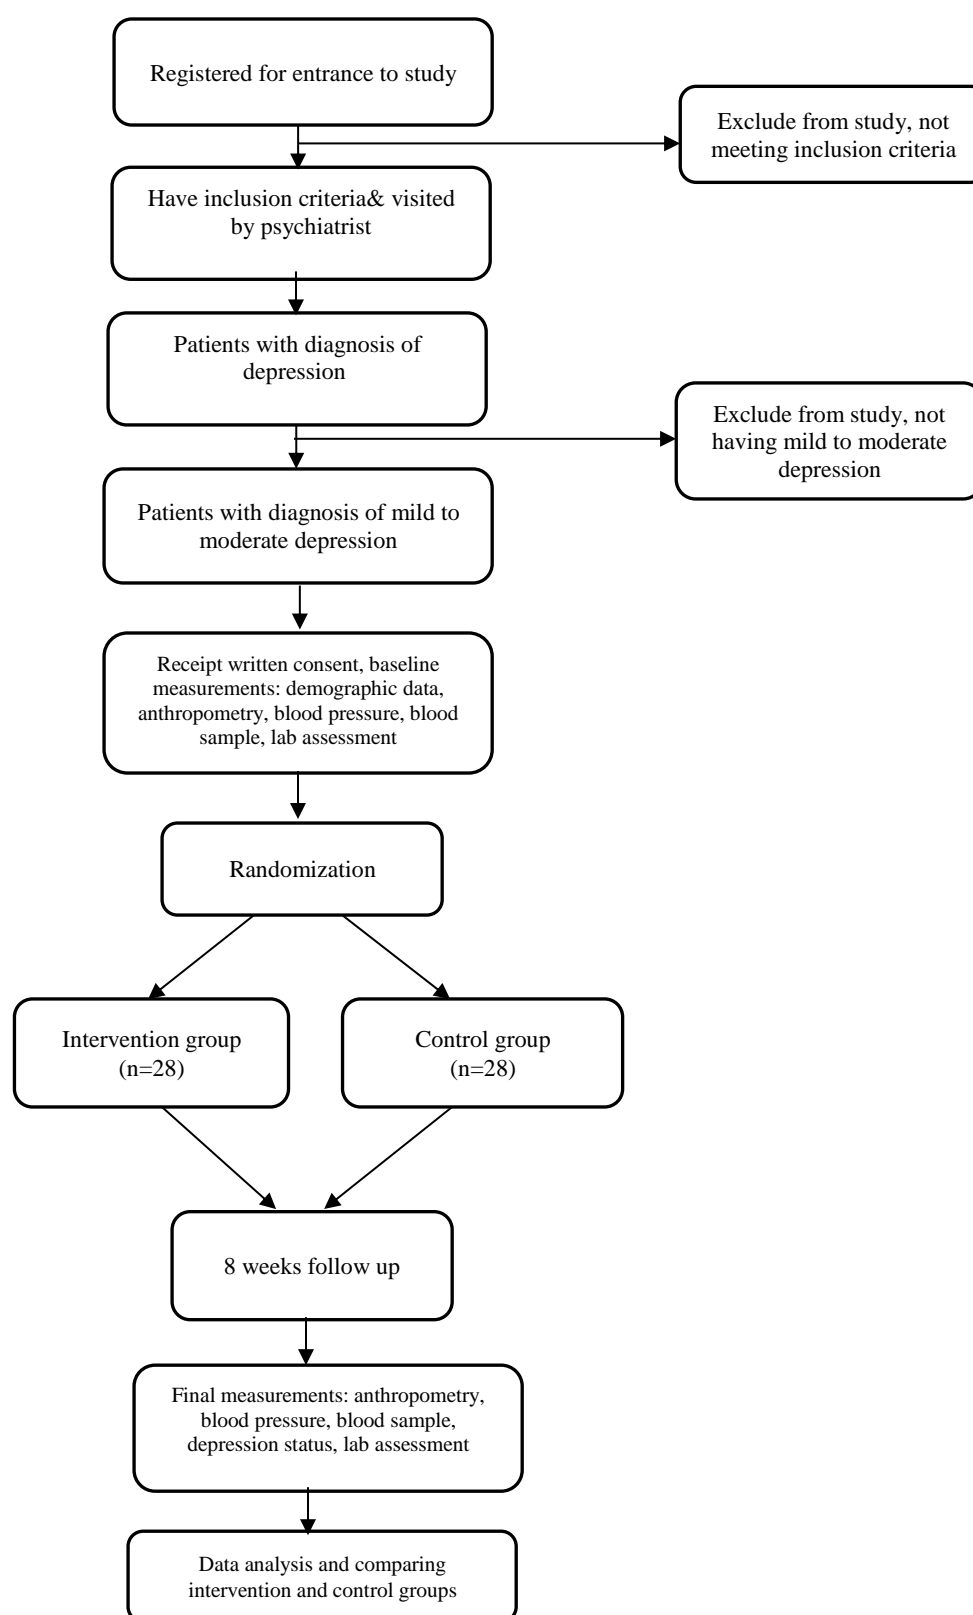 Registered for entrance to study
Exclude from study, not
meeting inclusion criteria
Have inclusion criteria& visited
by psychiatrist
Patients with diagnosis of
depression
Exclude from study, not
having mild to moderate
depression
Patients with diagnosis of mild to
moderate depression
Receipt written consent, baseline
measurements: demographic data,
anthropometry, blood pressure, blood
sample, lab assessment
Randomization
Intervention group
(n=28)
Control group
(n=28)
8 weeks follow up
Final measurements: anthropometry,
blood pressure, blood sample,
depression status, lab assessment
Data analysis and comparing
intervention and control groups